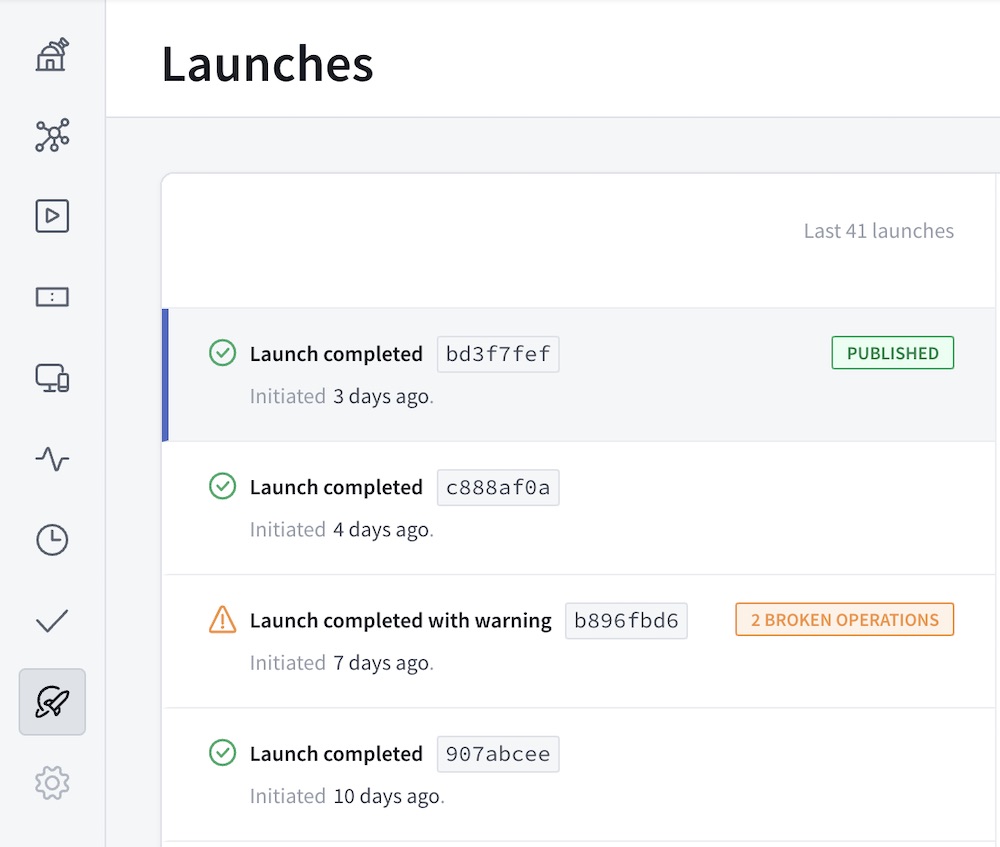 Launches
Last 41 launches
Launch completed bd3f7fef PUBLISHED
Initiated 3 days ago.
Launch completed c888af0a
Initiated 4 days ago.
Launch completed with warning b896fbd6 2 BROKEN OPERATIONS
Initiated 7 days ago.
Launch completed 907abcee
Initiated 10 days ago.